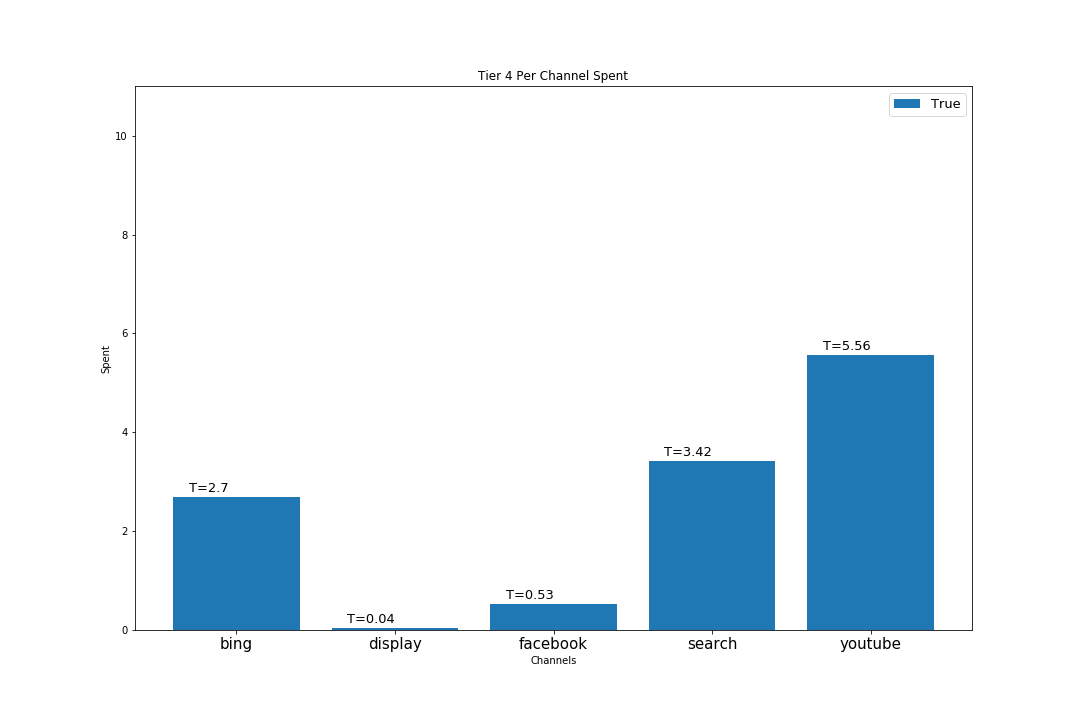 Tier 4 Per Channel Spent
True
10
8
6
4
2
0
Spent
T=2.7
T=0.04
T=0.53
T=3.42
T=5.56
bing
display
facebook
search
youtube
Channels